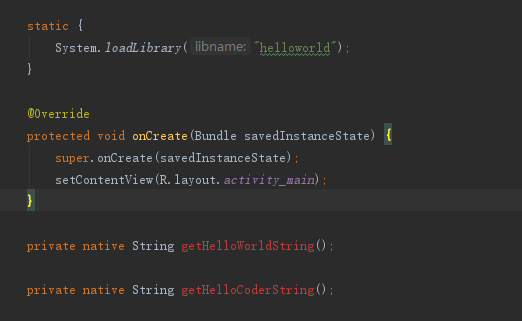 static {
System.loadLibrary( libname: "helloworld");
}
@Override
protected void onCreate(Bundle savedInstanceState) {
super.onCreate(savedInstanceState);
setContentView(R.layout.activity_main);
}
private native String getHelloWorldString();
private native String getHelloCoderString();